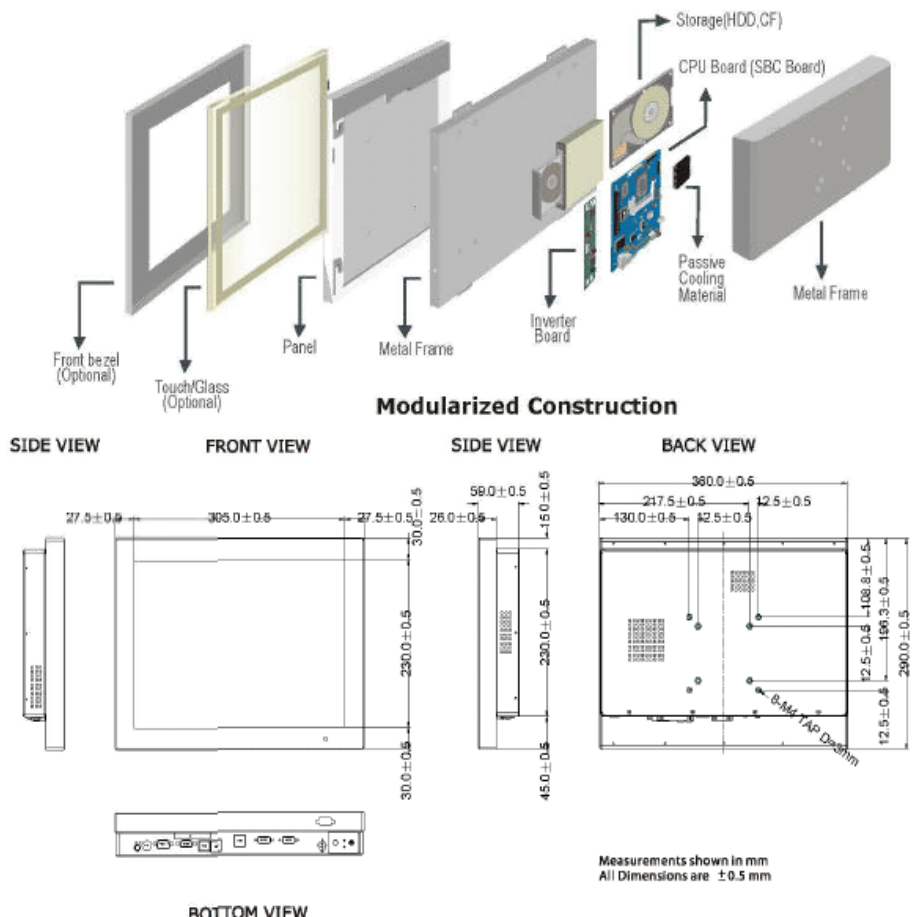 Storage(HDD,CF)
CPU Board (SBC Board)
Passive
Cooling
Material
Metal Frame
Inverter
Board
Metal Frame
Panel
Touch/Glass
(Optional)
Front bezel
(Optional)
Modularized Construction
SIDE VIEW
FRONT VIEW
SIDE VIEW
BACK VIEW
27.5±0.5
305.0±0.5
27.5±0.5
30.0±0.5
230.0±0.5
30.0±0.5
59.0±0.5
26.0±0.5
15.0±0.5
230.0±0.5
45.0±0.5
360.0±0.5
217.5±0.5
12.5±0.5
130.0±0.5
12.5±0.5
108.8±0.5
12.5±0.5
196.3±0.5
290.0±0.5
12.5±0.5
8-M4 TAP D=3mm
Measurements shown in mm
All Dimensions are ±0.5 mm
BOTTOM VIEW